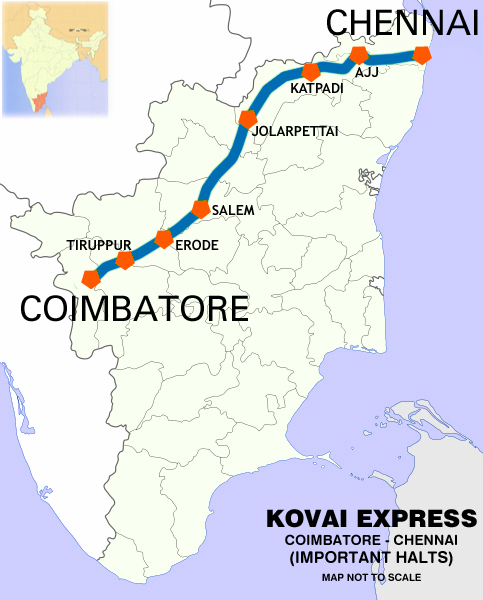 CHENNAI
AJJ
KATPADI
JOLARPETTAI
SALEM
TIRUPPUR
ERODE
COIMBATORE
KOVAI EXPRESS
COIMBATORE - CHENNAI
(IMPORTANT HALTS)
MAP NOT TO SCALE